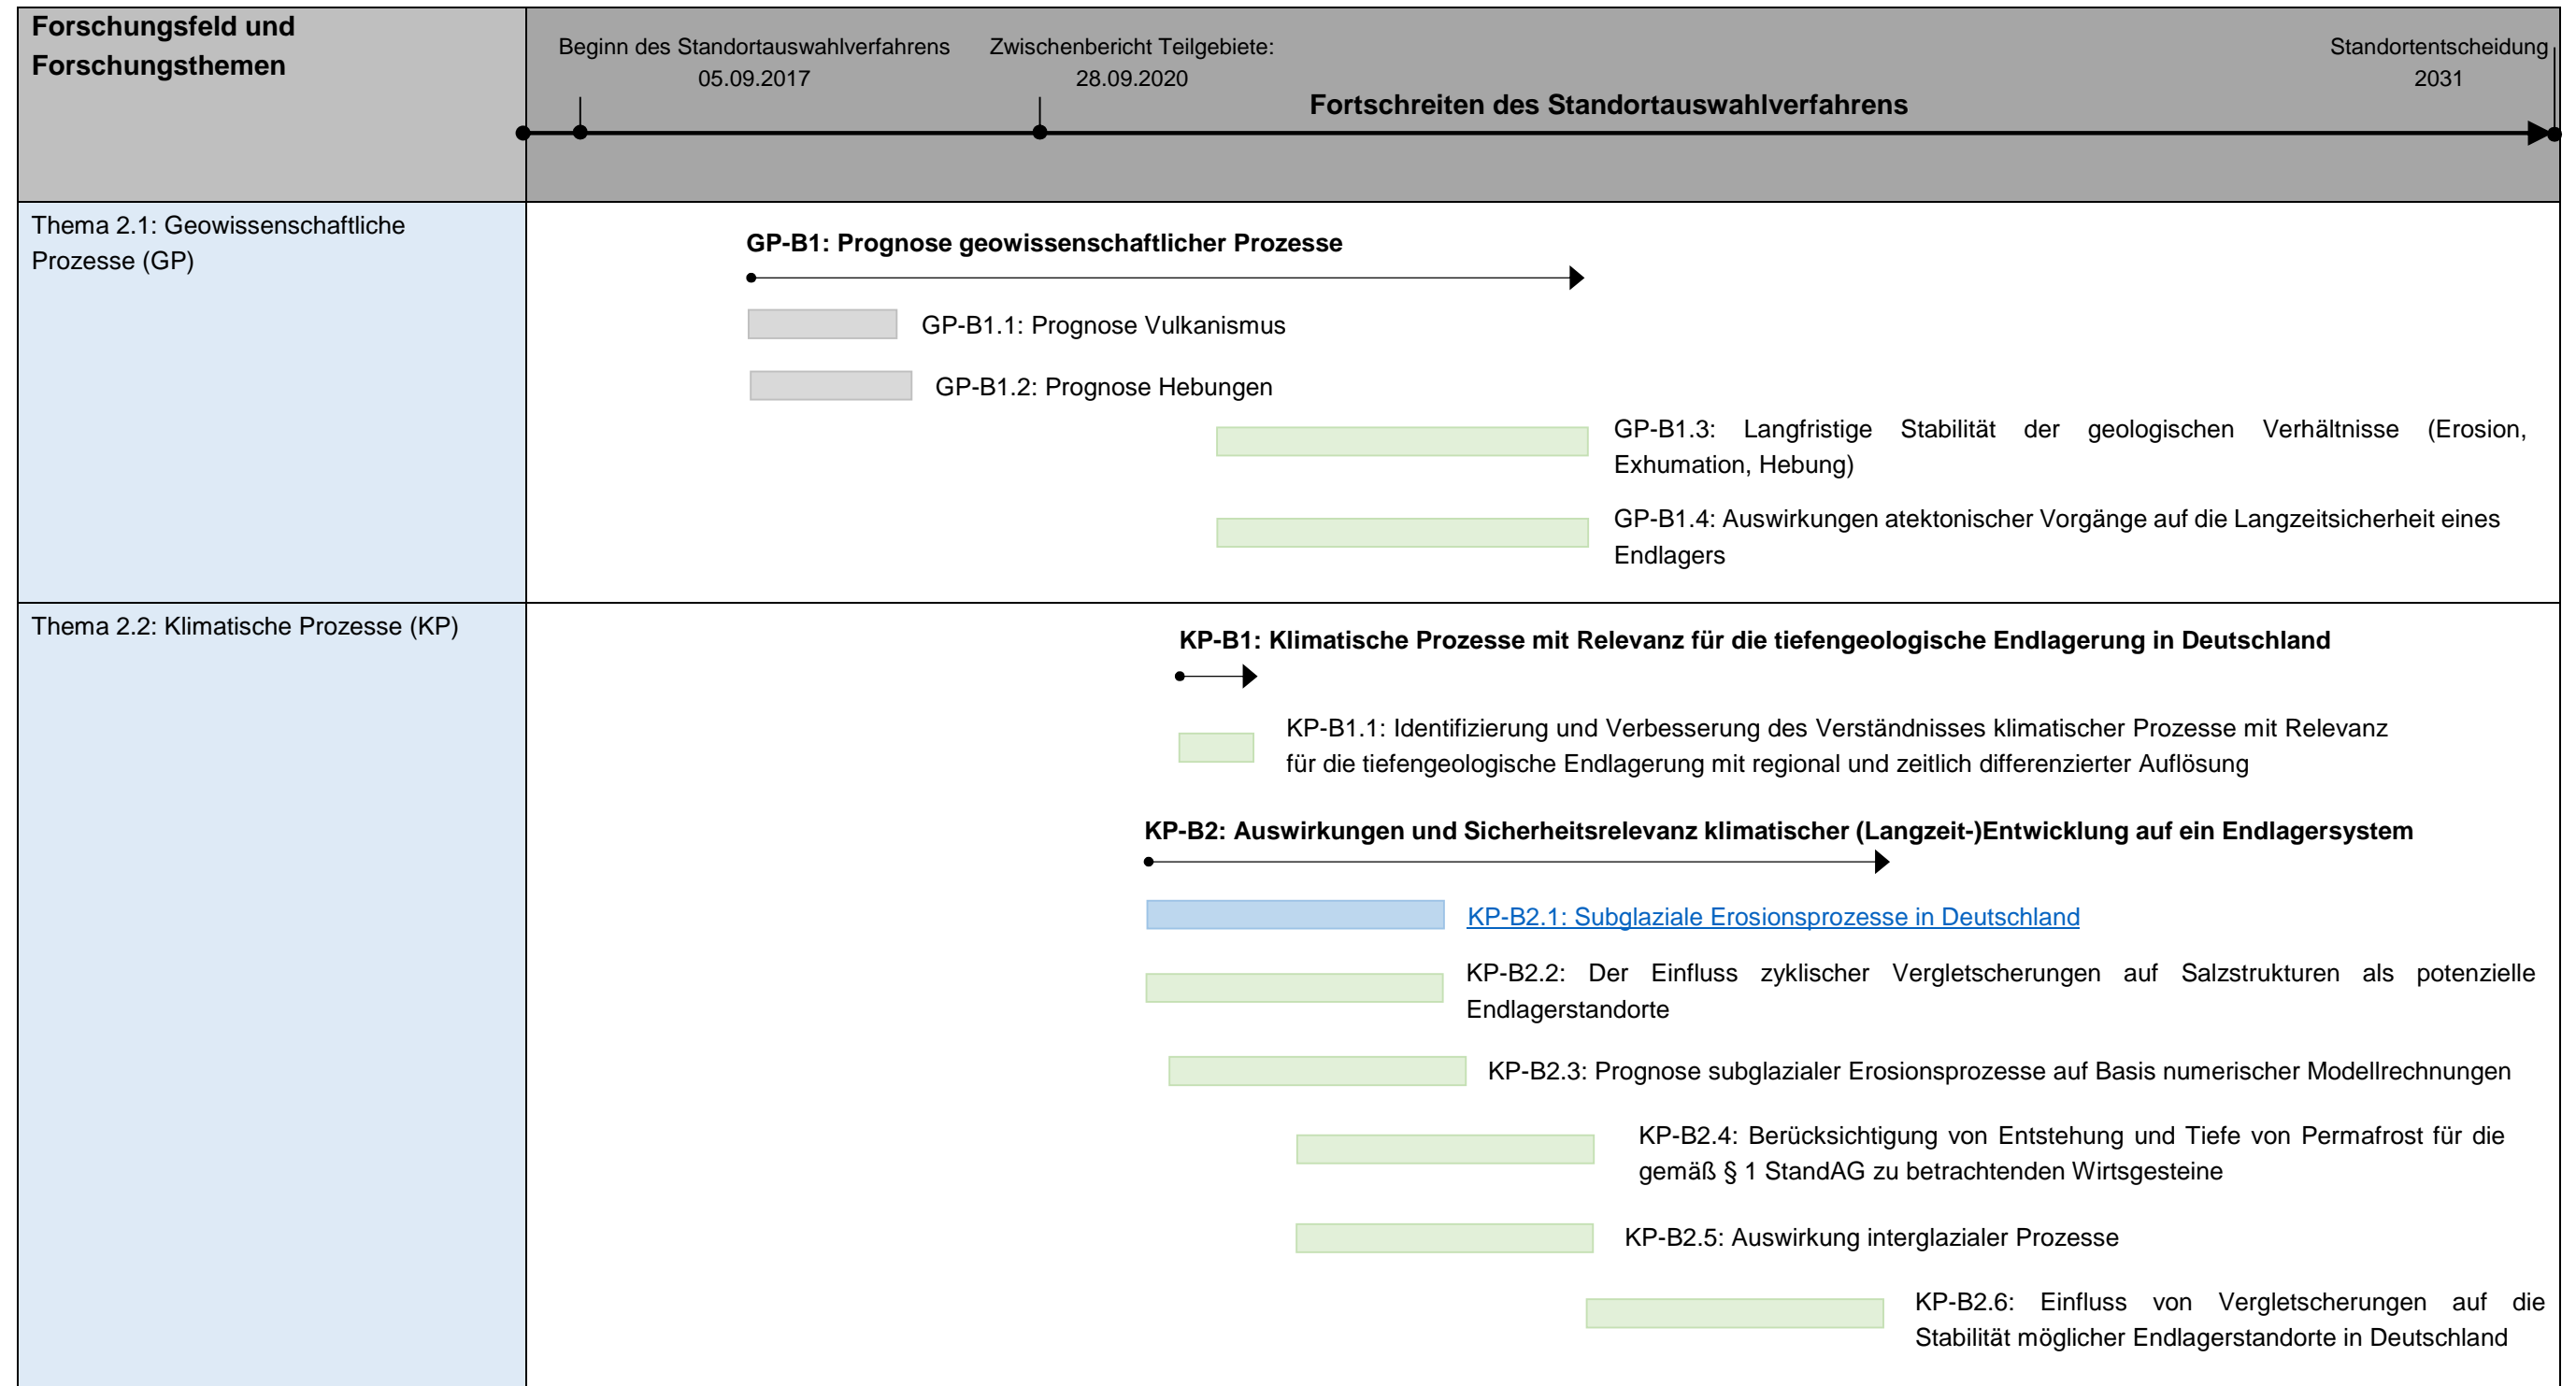 Forschungsfeld und
Forschungsthemen
Beginn des Standortauswahlverfahrens
05.09.2017
Zwischenbericht Teilgebiete:
28.09.2020
Standortentscheidung
2031
Fortschreiten des Standortauswahlverfahrens
Thema 2.1: Geowissenschaftliche
Prozesse (GP)
GP-B1: Prognose geowissenschaftlicher Prozesse
GP-B1.1: Prognose Vulkanismus
GP-B1.2: Prognose Hebungen
GP-B1.3: Langfristige Stabilität der geologischen Verhältnisse (Erosion,
Exhumation, Hebung)
GP-B1.4: Auswirkungen atektonischer Vorgänge auf die Langzeitsicherheit eines
Endlagers
Thema 2.2: Klimatische Prozesse (KP)
KP-B1: Klimatische Prozesse mit Relevanz für die tiefengeologische Endlagerung in Deutschland
KP-B1.1: Identifizierung und Verbesserung des Verständnisses klimatischer Prozesse mit Relevanz
für die tiefengeologische Endlagerung mit regional und zeitlich differenzierter Auflösung
KP-B2: Auswirkungen und Sicherheitsrelevanz klimatischer (Langzeit-)Entwicklung auf ein Endlagersystem
KP-B2.1: Subglaziale Erosionsprozesse in Deutschland
KP-B2.2: Der Einfluss zyklischer Vergletscherungen auf Salzstrukturen als potenzielle
Endlagerstandorte
KP-B2.3: Prognose subglazialer Erosionsprozesse auf Basis numerischer Modellrechnungen
KP-B2.4: Berücksichtigung von Entstehung und Tiefe von Permafrost für die
gemäß § 1 StandAG zu betrachtenden Wirtsgesteine
KP-B2.5: Auswirkung interglazialer Prozesse
KP-B2.6: Einfluss von Vergletscherungen auf die
Stabilität möglicher Endlagerstandorte in Deutschland